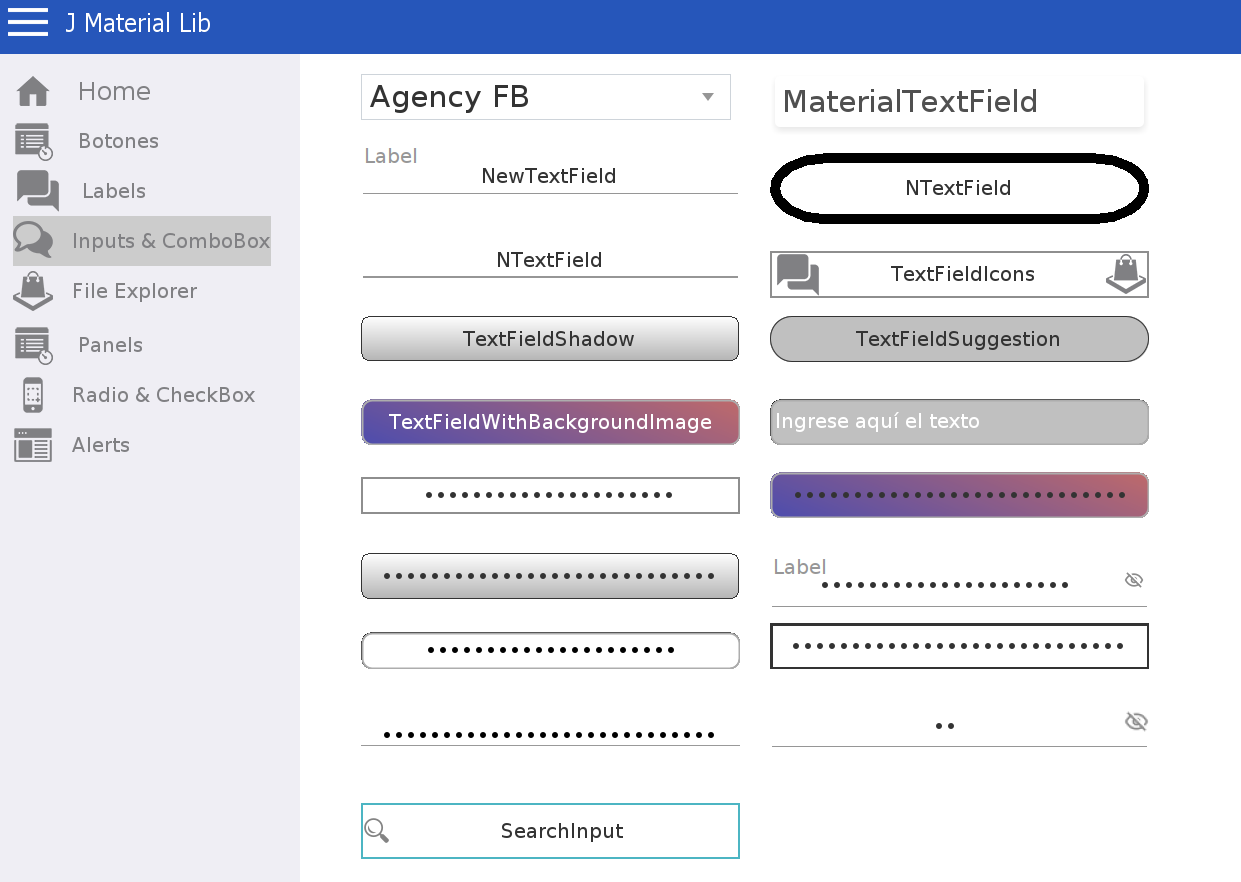 J Material Lib
Home
Botones
Labels
Inputs & ComboBox
File Explorer
Panels
Radio & CheckBox
Alerts
Agency FB
MaterialTextField
Label
NewTextField
NTextField
NTextField
TextFieldIcons
TextFieldShadow
TextFieldSuggestion
TextFieldWithBackgroundImage
Ingrese aquí el texto
Label
SearchInput